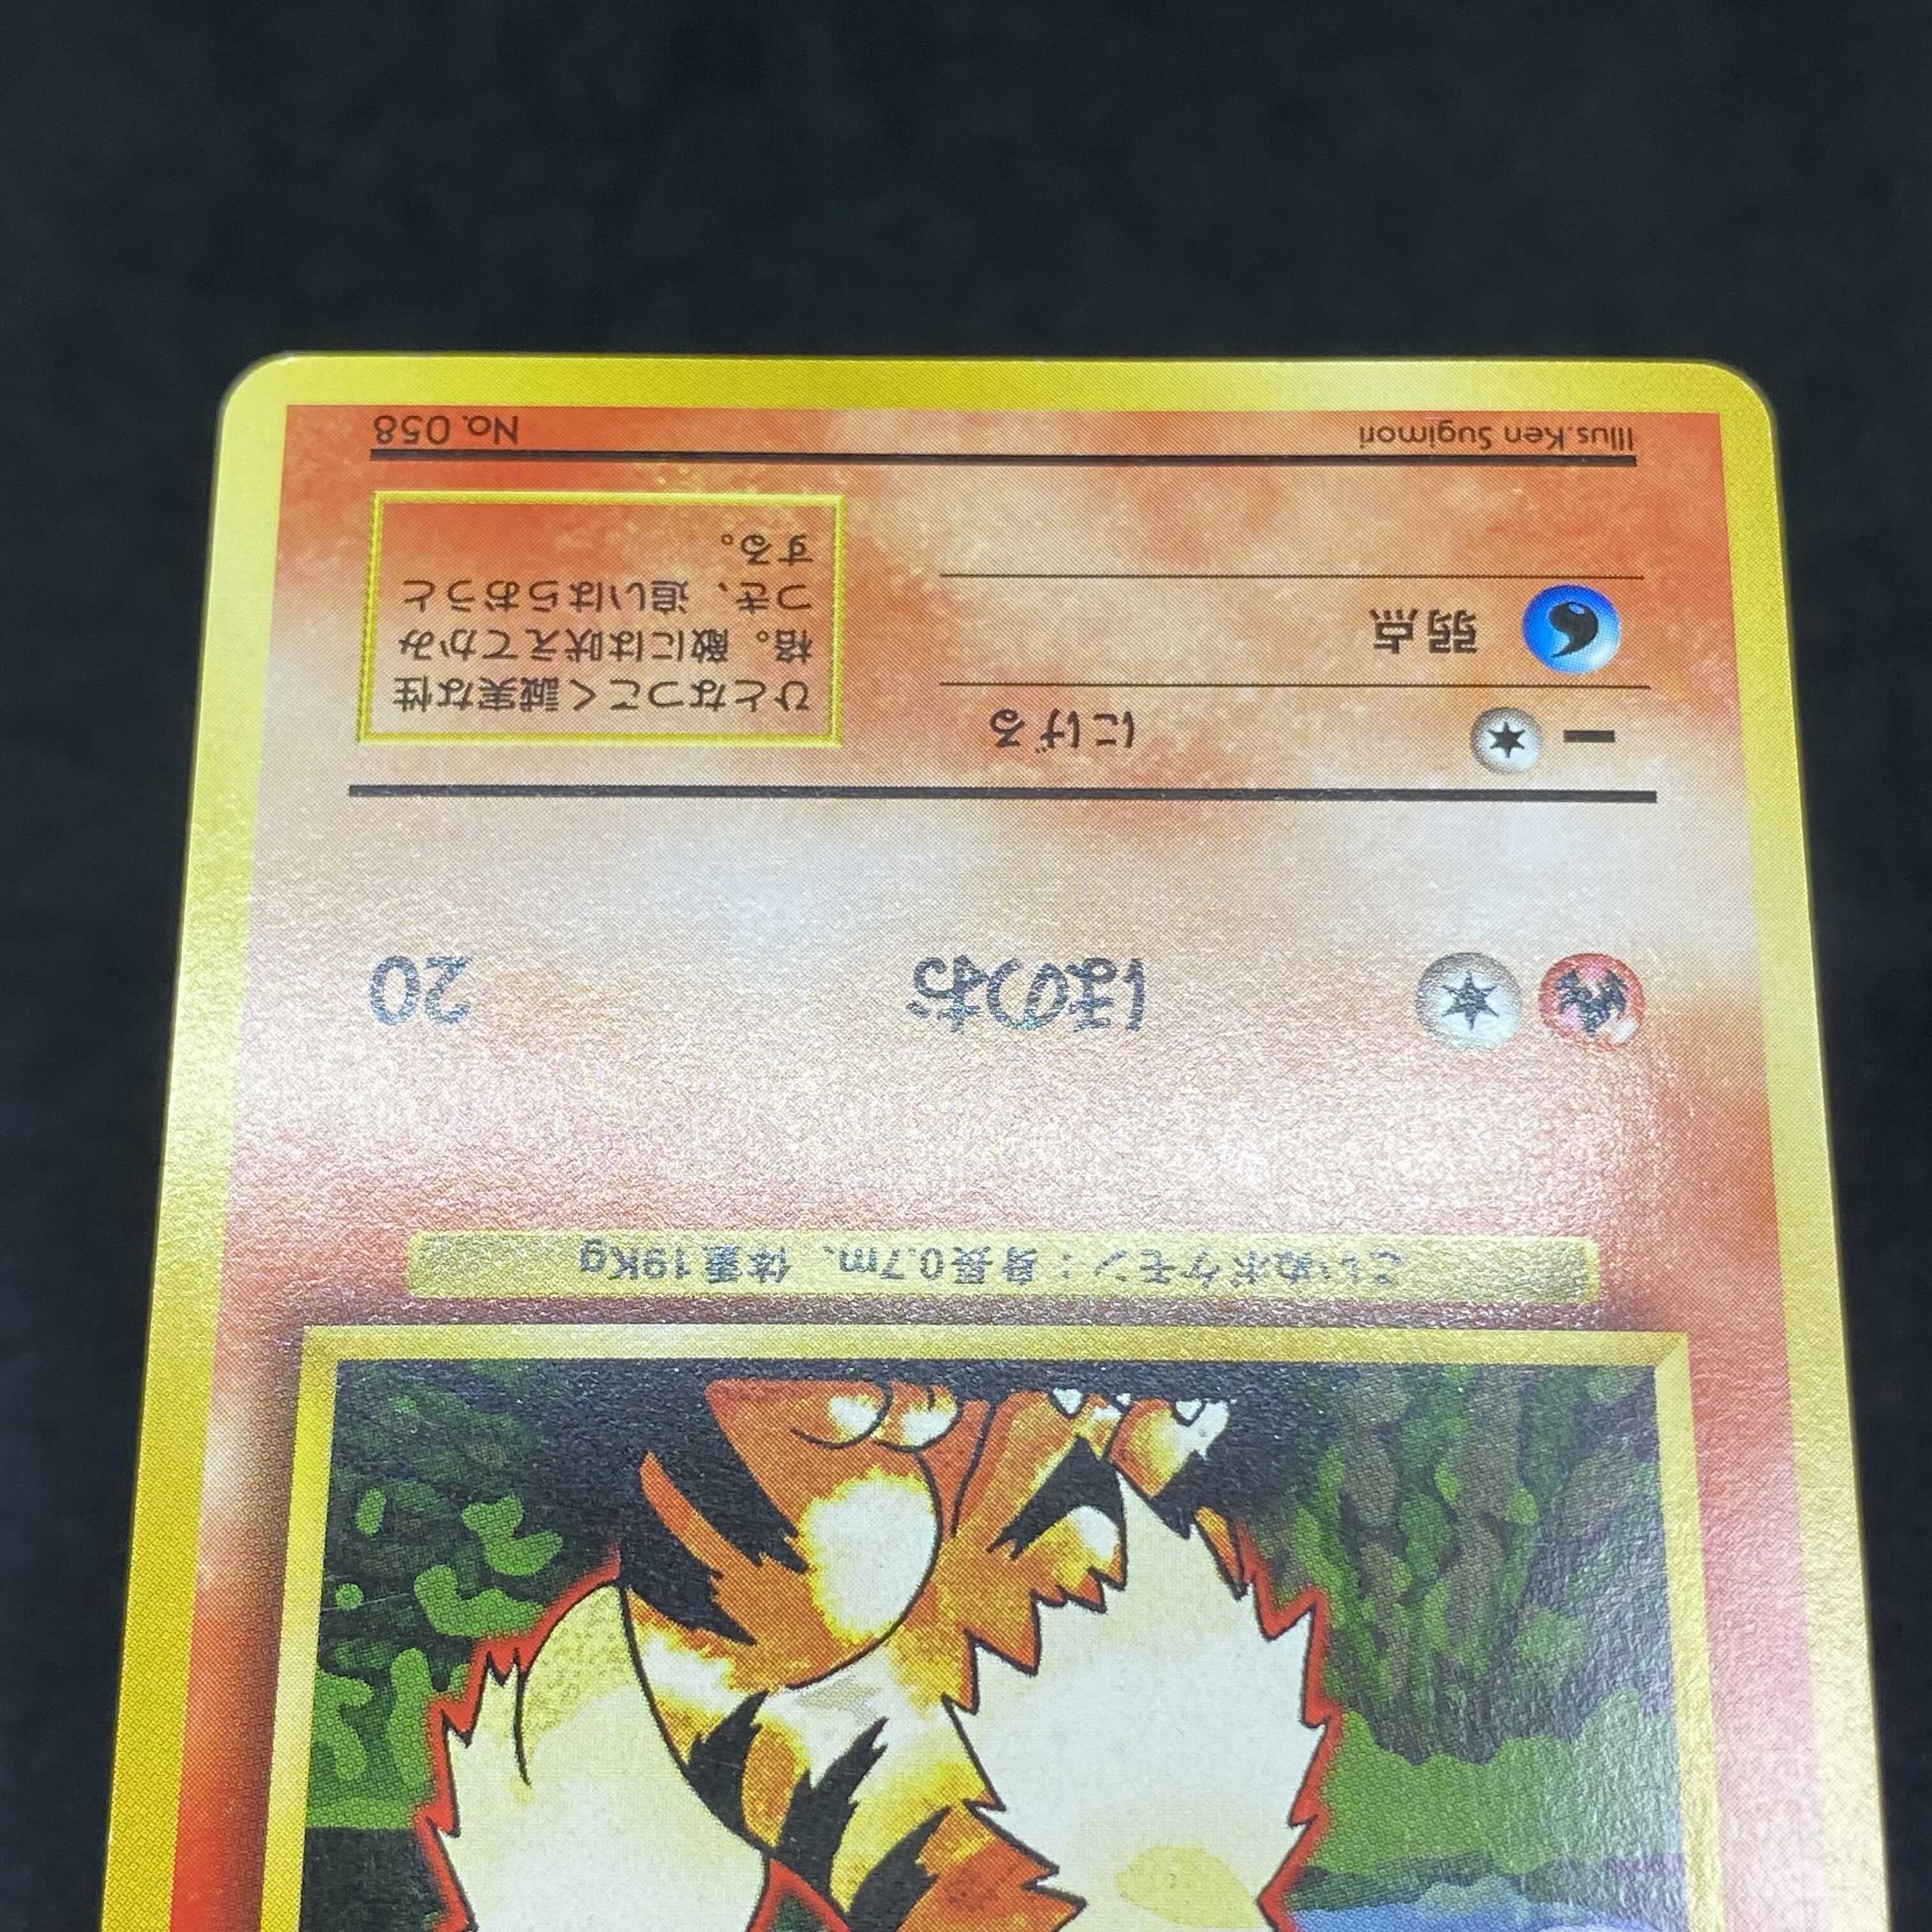 こいぬポケモン：身長0.7m、体重19Kg
ほのお 20
にげる
弱点
ひとなつこく誠実な性
格。敵には吠えてかみ
つき、追いはらおうと
する。
Illus.Ken Sugimori No. 058